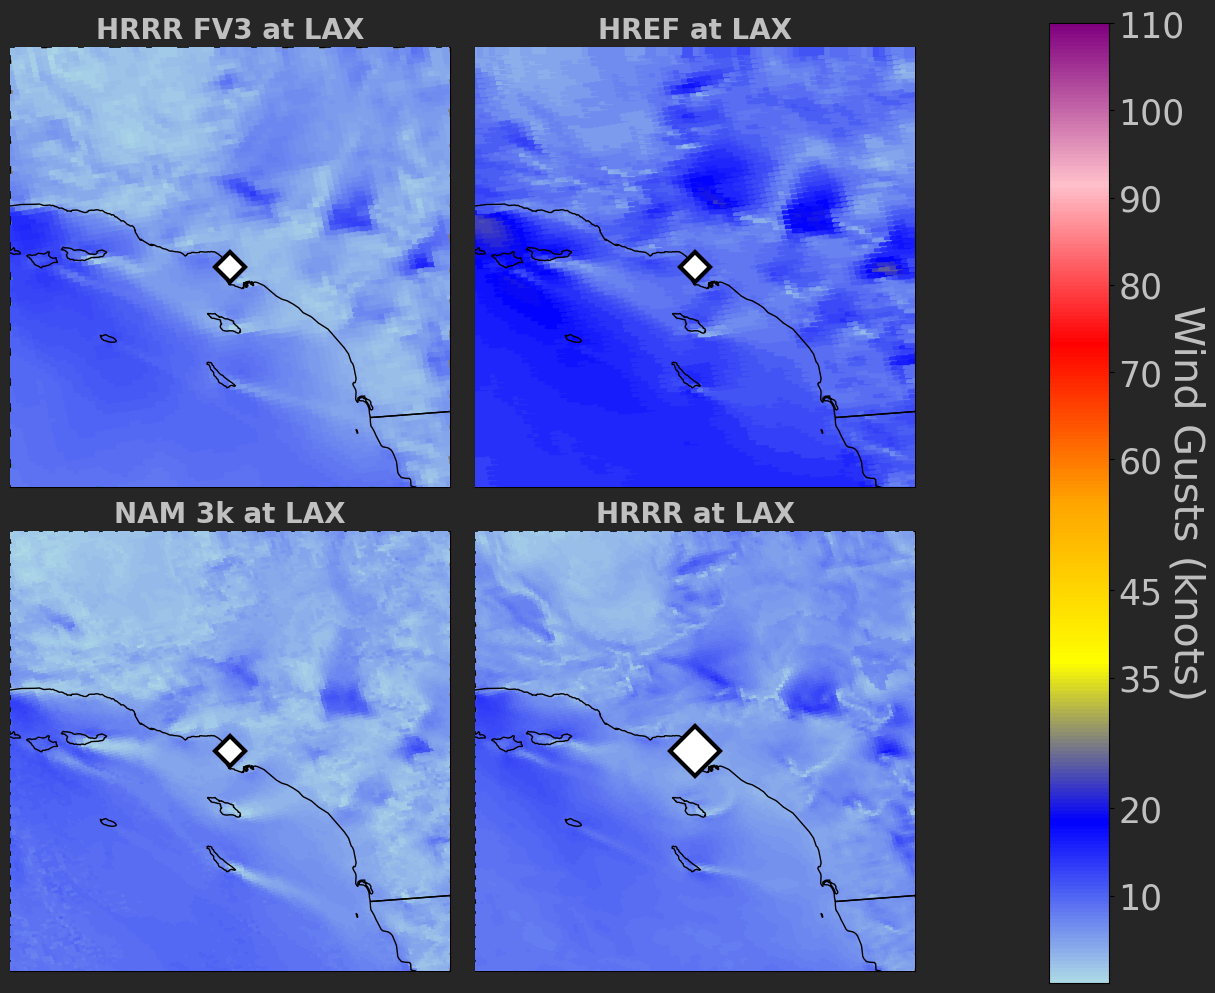 HRRR FV3 at LAX
HREF at LAX
NAM 3k at LAX
HRRR at LAX
110
100
90
80
70
60
45
35
20
10
Wind Gusts (knots)